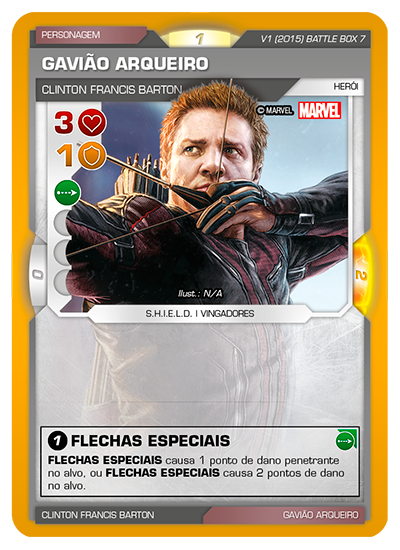 PERSONAGEM
1
V1 (2015) BATTLE BOX 7
GAVIÃO ARQUEIRO
CLINTON FRANCIS BARTON
HERÓI
3
© MARVEL MARVEL
1
0
2
Ilust.: N/A
S.H.I.E.L.D. | VINGADORES
1 FLECHAS ESPECIAIS
FLECHAS ESPECIAIS causa 1 ponto de dano penetrante
no alvo, ou FLECHAS ESPECIAIS causa 2 pontos de dano
no alvo.
CLINTON FRANCIS BARTON
GAVIÃO ARQUEIRO